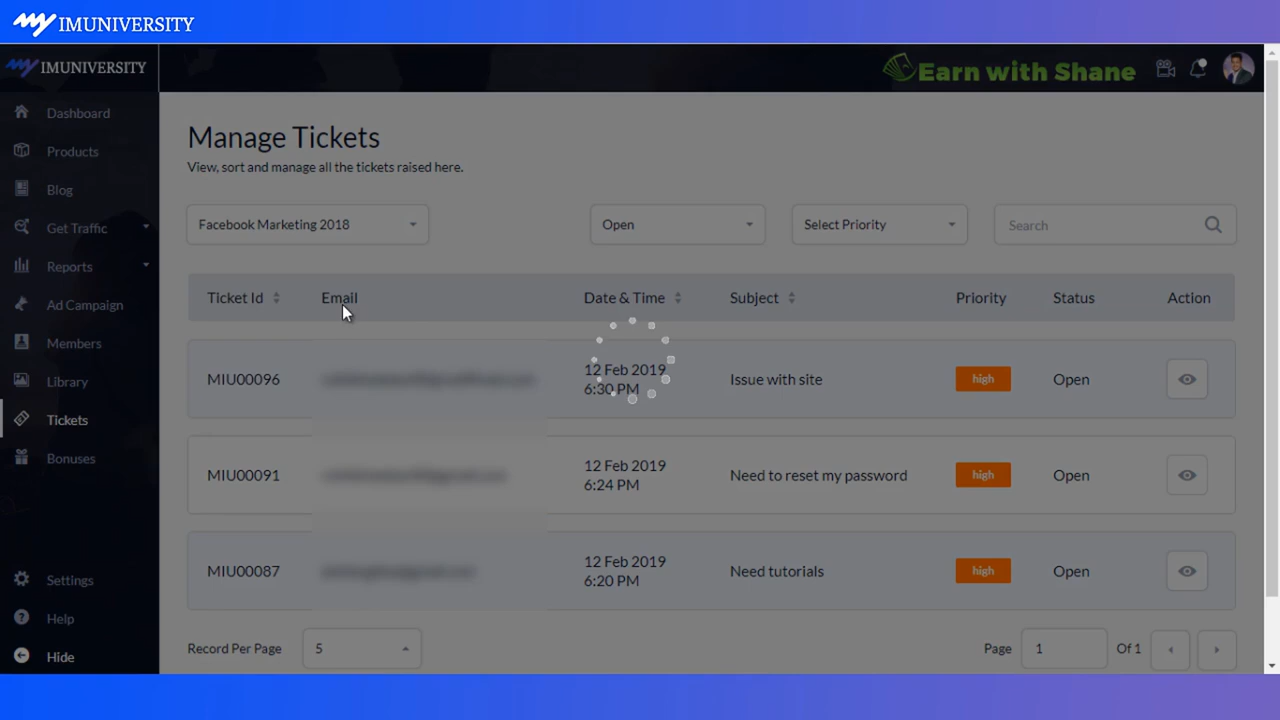 my IMUNIVERSITY
my IMUNIVERSITY
Earn with Shane
Dashboard
Products
Blog
Get Traffic
Reports
Ad Campaign
Members
Library
Tickets
Bonuses
Settings
Help
Hide
Manage Tickets
View, sort and manage all the tickets raised here.
Facebook Marketing 2018
Open
Select Priority
Search
Ticket Id Email Date & Time Subject Priority Status Action
MIU00096 12 Feb 2019 Issue with site high Open
6:30 PM
MIU00091 12 Feb 2019 Need to reset my password high Open
6:24 PM
MIU00087 12 Feb 2019 Need tutorials high Open
6:20 PM
Record Per Page 5 Page 1 Of 1